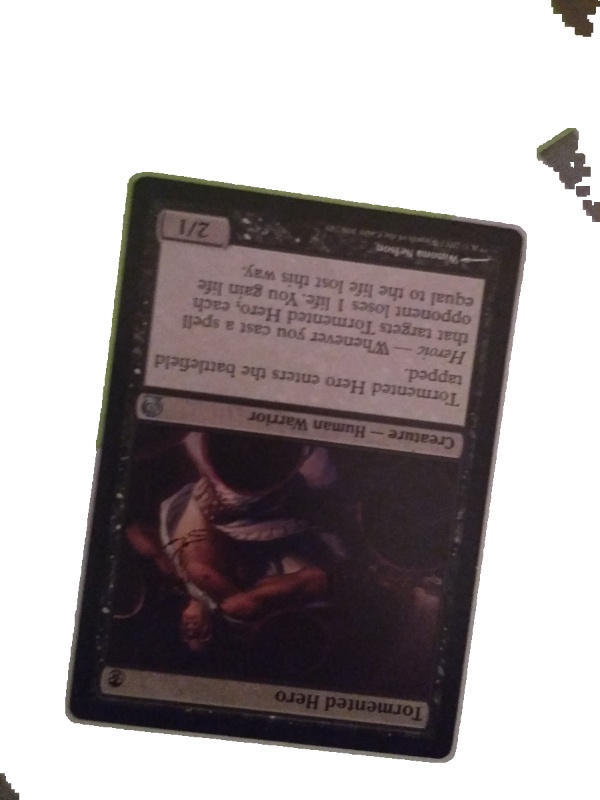 Tormented Hero
Creature — Human Warrior
Tormented Hero enters the battlefield
tapped.
Heroic — Whenever you cast a spell
that targets Tormented Hero, each
opponent loses 1 life. You gain life
equal to the life lost this way.
Winona Nelson
2/1